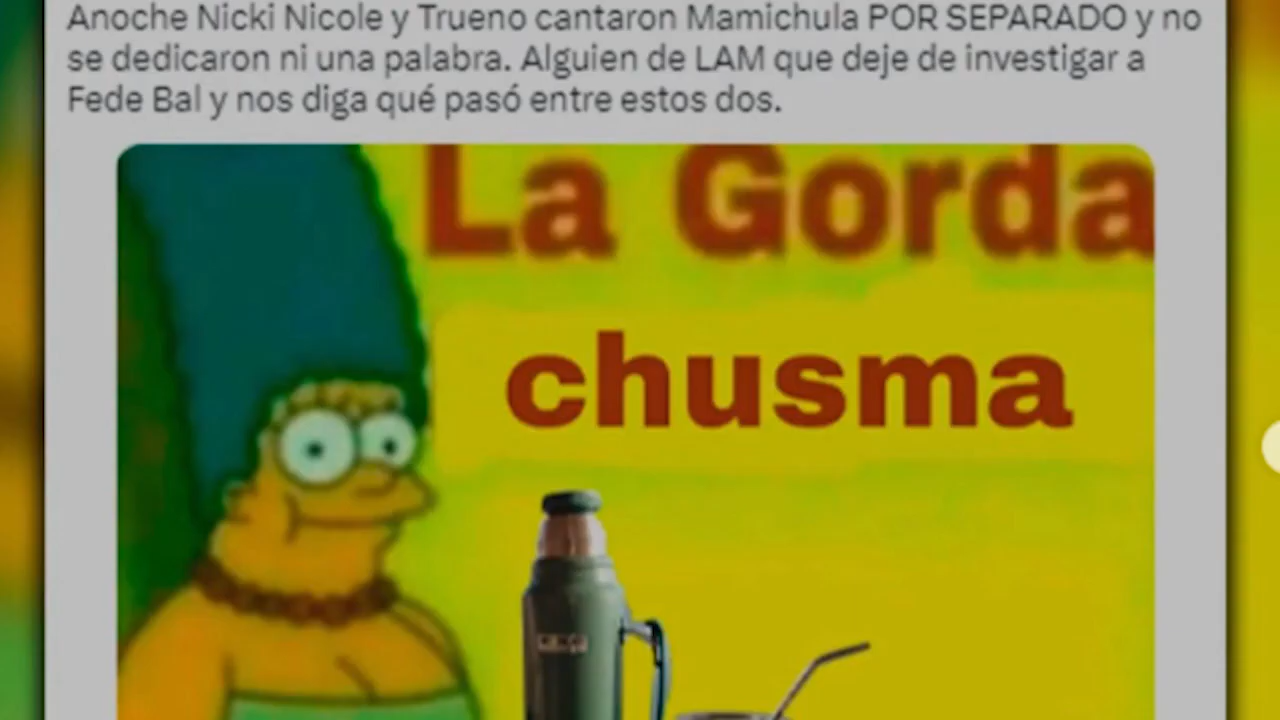 Anoche Nicki Nicole y Trueno cantaron Mamichula POR SEPARADO y no
se dedicaron ni una palabra. Alguien de LAM que deje de investigar a
Fede Bal y nos diga qué pasó entre estos dos.
La Gorda
chusma